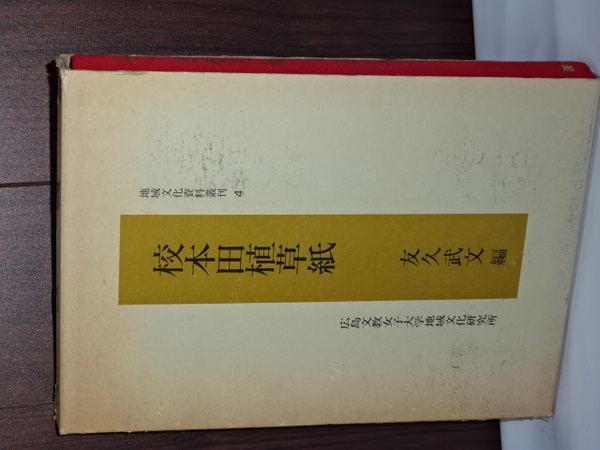 地域文化資料叢刊 4
校本田植草紙
友久武文 編
広島文教女子大学地域文化研究所